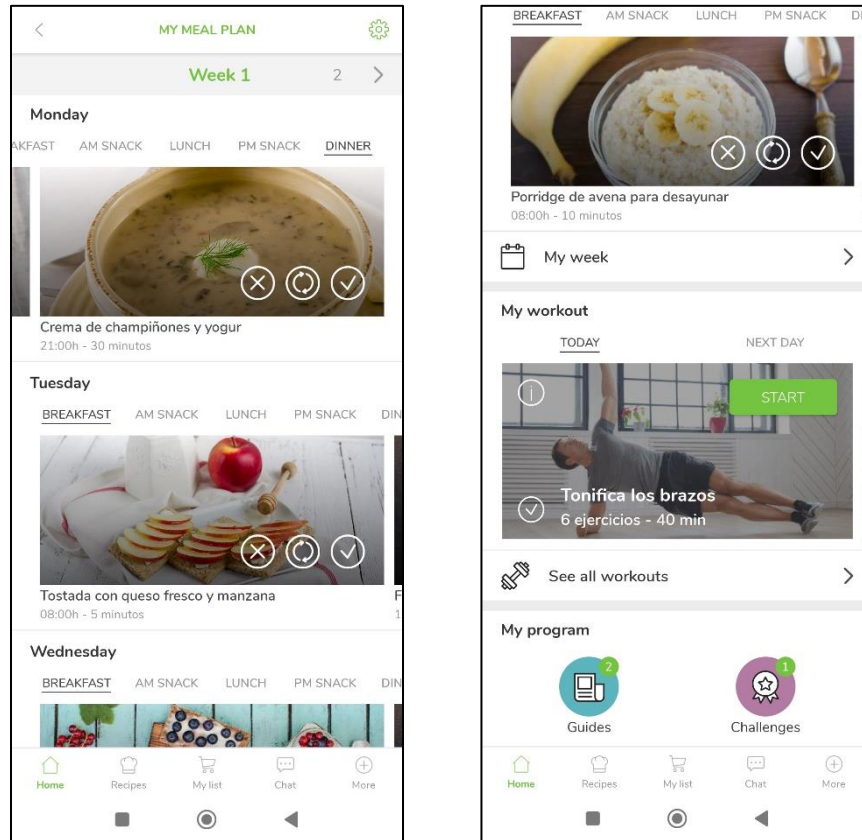 MY MEAL PLAN
Week 1 2
Monday
AKFAST AM SNACK LUNCH PM SNACK DINNER
Crema de champiñones y yogur
21:00h - 30 minutos
Tuesday
BREAKFAST AM SNACK LUNCH PM SNACK DIN
Tostada con queso fresco y manzana F
08:00h - 5 minutos 1
Wednesday
BREAKFAST AM SNACK LUNCH PM SNACK DIN
Home Recipes My list Chat More
BREAKFAST AM SNACK LUNCH PM SNACK DI
Porridge de avena para desayunar
08:00h - 10 minutos
My week
My workout
TODAY NEXT DAY
START
Tonifica los brazos
6 ejercicios - 40 min
See all workouts
My program
2 1
Guides Challenges
Home Recipes My list Chat More